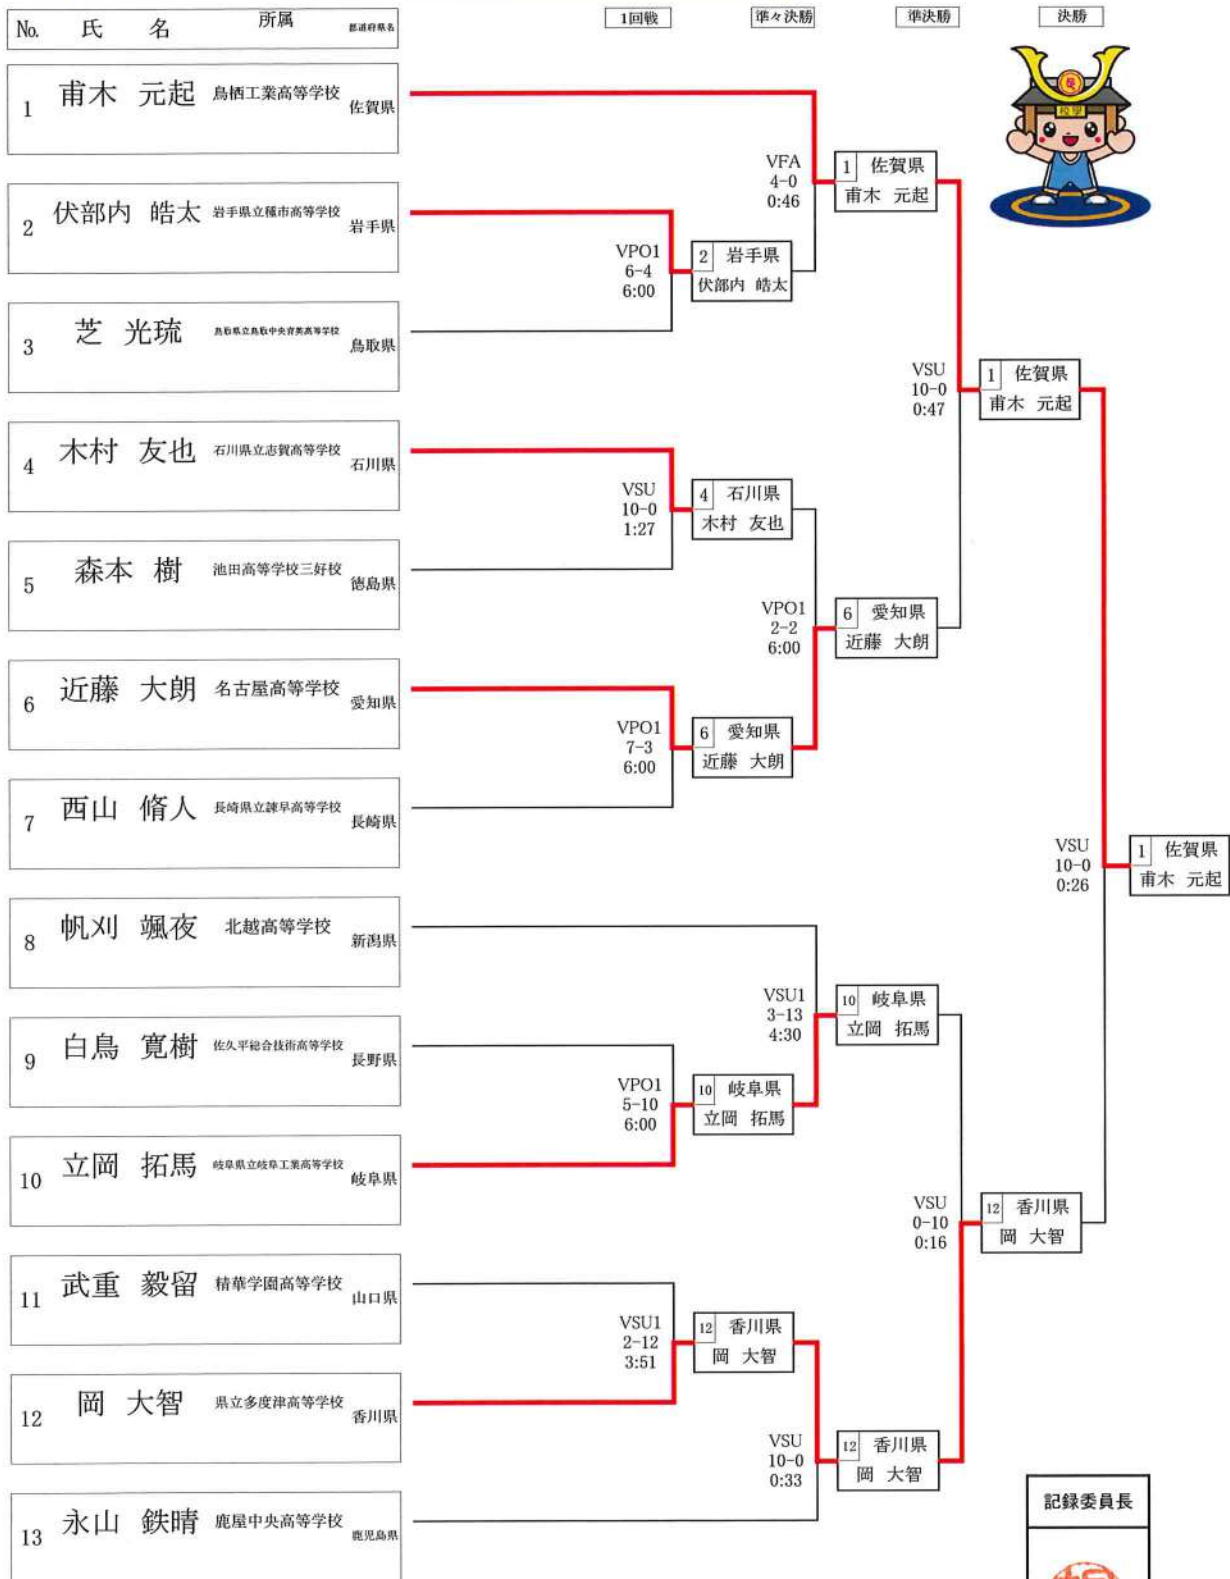 No. 氏 名 所属 都道府県名 1回戦 準々決勝 準決勝 決勝
1 甫木 元起 鳥栖工業高等学校 佐賀県
VFA
4-0
0:46
1 佐賀県
甫木 元起
2 伏部内 皓太 岩手県立種市高等学校 岩手県
VPO1
6-4
6:00
2 岩手県
伏部内 皓太
3 芝 光琉 鳥取県立鳥取中央育英高等学校 鳥取県
VSU
10-0
0:47
1 佐賀県
甫木 元起
4 木村 友也 石川県立志賀高等学校 石川県
VSU
10-0
1:27
4 石川県
木村 友也
5 森本 樹 池田高等学校三好校 徳島県
VPO1
2-2
6:00
6 愛知県
近藤 大朗
6 近藤 大朗 名古屋高等学校 愛知県
VPO1
7-3
6:00
6 愛知県
近藤 大朗
7 西山 脩人 長崎県立諫早高等学校 長崎県
VSU
10-0
0:26
1 佐賀県
甫木 元起
8 帆刈 颯夜 北越高等学校 新潟県
VSU1
3-13
4:30
10 岐阜県
立岡 拓馬
9 白鳥 寛樹 佐久平総合技術高等学校 長野県
VPO1
5-10
6:00
10 岐阜県
立岡 拓馬
10 立岡 拓馬 岐阜県立岐阜工業高等学校 岐阜県
VSU
0-10
0:16
12 香川県
岡 大智
11 武重 毅留 精華学園高等学校 山口県
VSU1
2-12
3:51
12 香川県
岡 大智
12 岡 大智 県立多度津高等学校 香川県
VSU
10-0
0:33
12 香川県
岡 大智
13 永山 鉄晴 鹿屋中央高等学校 鹿児島県
記録委員長